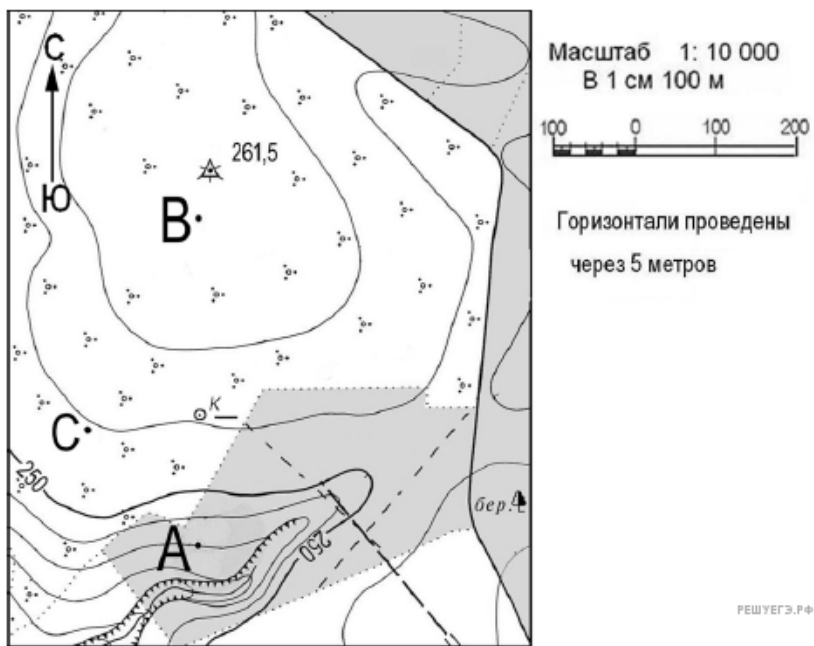 С
Ю
261,5
В
К
С
250
А
250
бер.
Масштаб 1: 10 000
В 1 см 100 м
100 0 100 200
Горизонтали проведены
через 5 метров
РЕШУЕГЭ.РФ